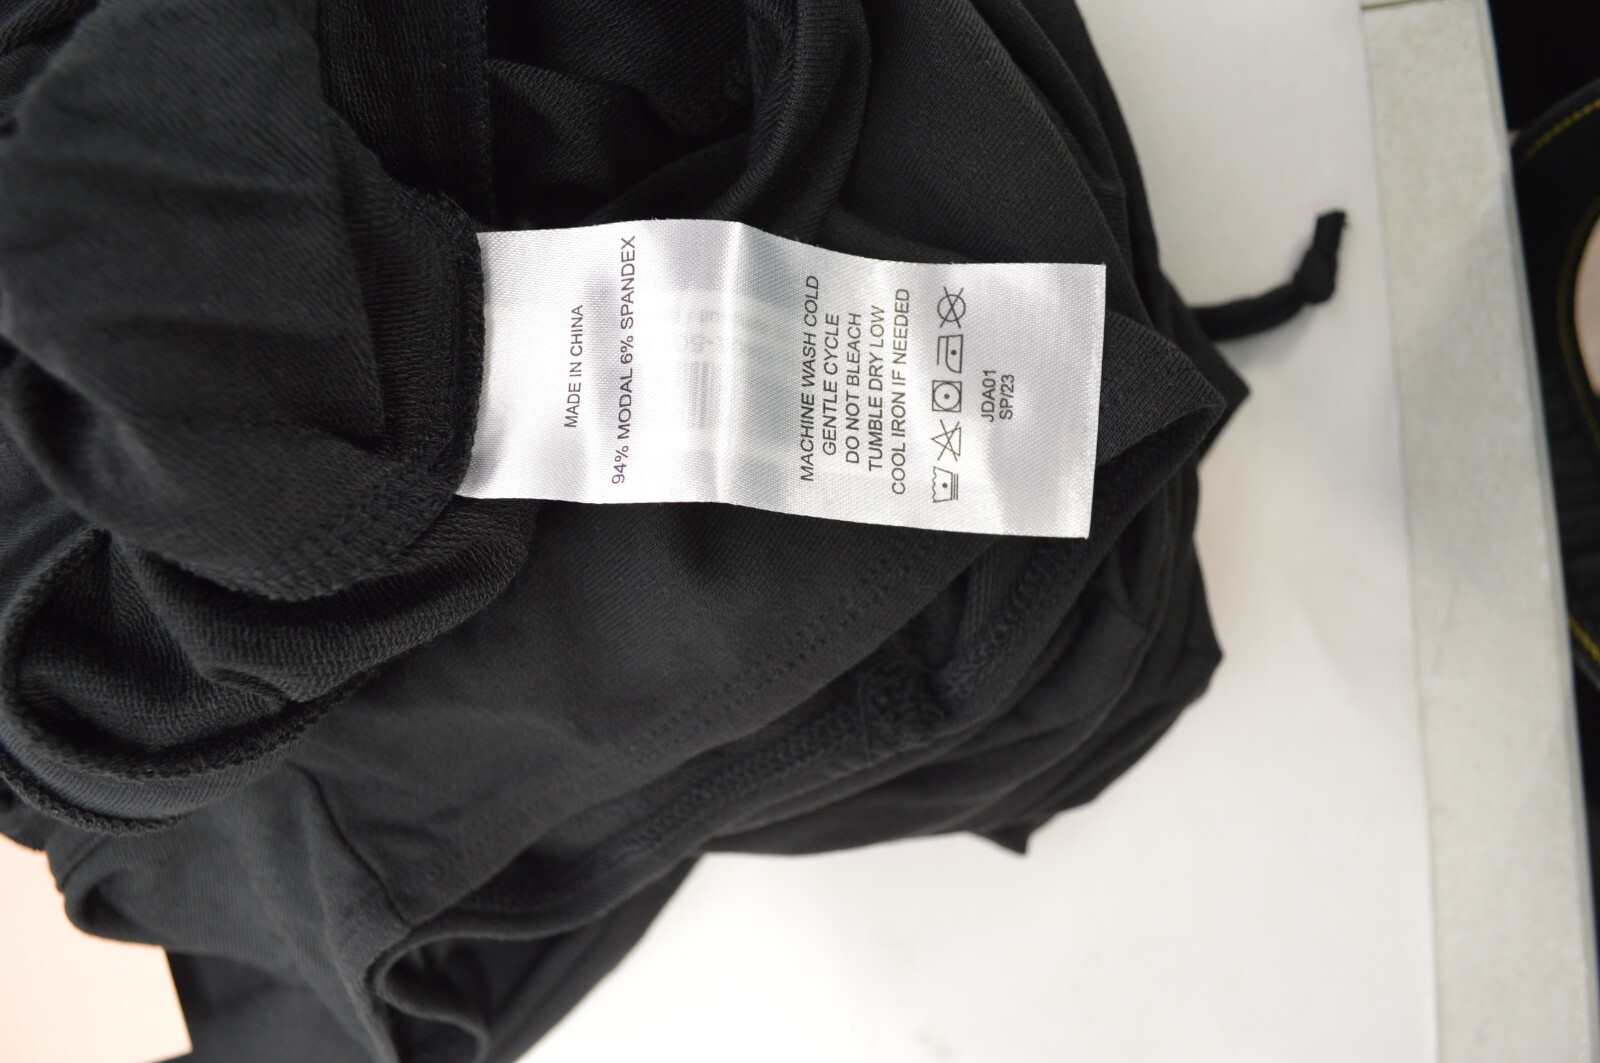 MADE IN CHINA
94% MODAL 6% SPANDEX
MACHINE WASH COLD
GENTLE CYCLE
DO NOT BLEACH
TUMBLE DRY LOW
COOL IRON IF NEEDED
JDA01
SP/23